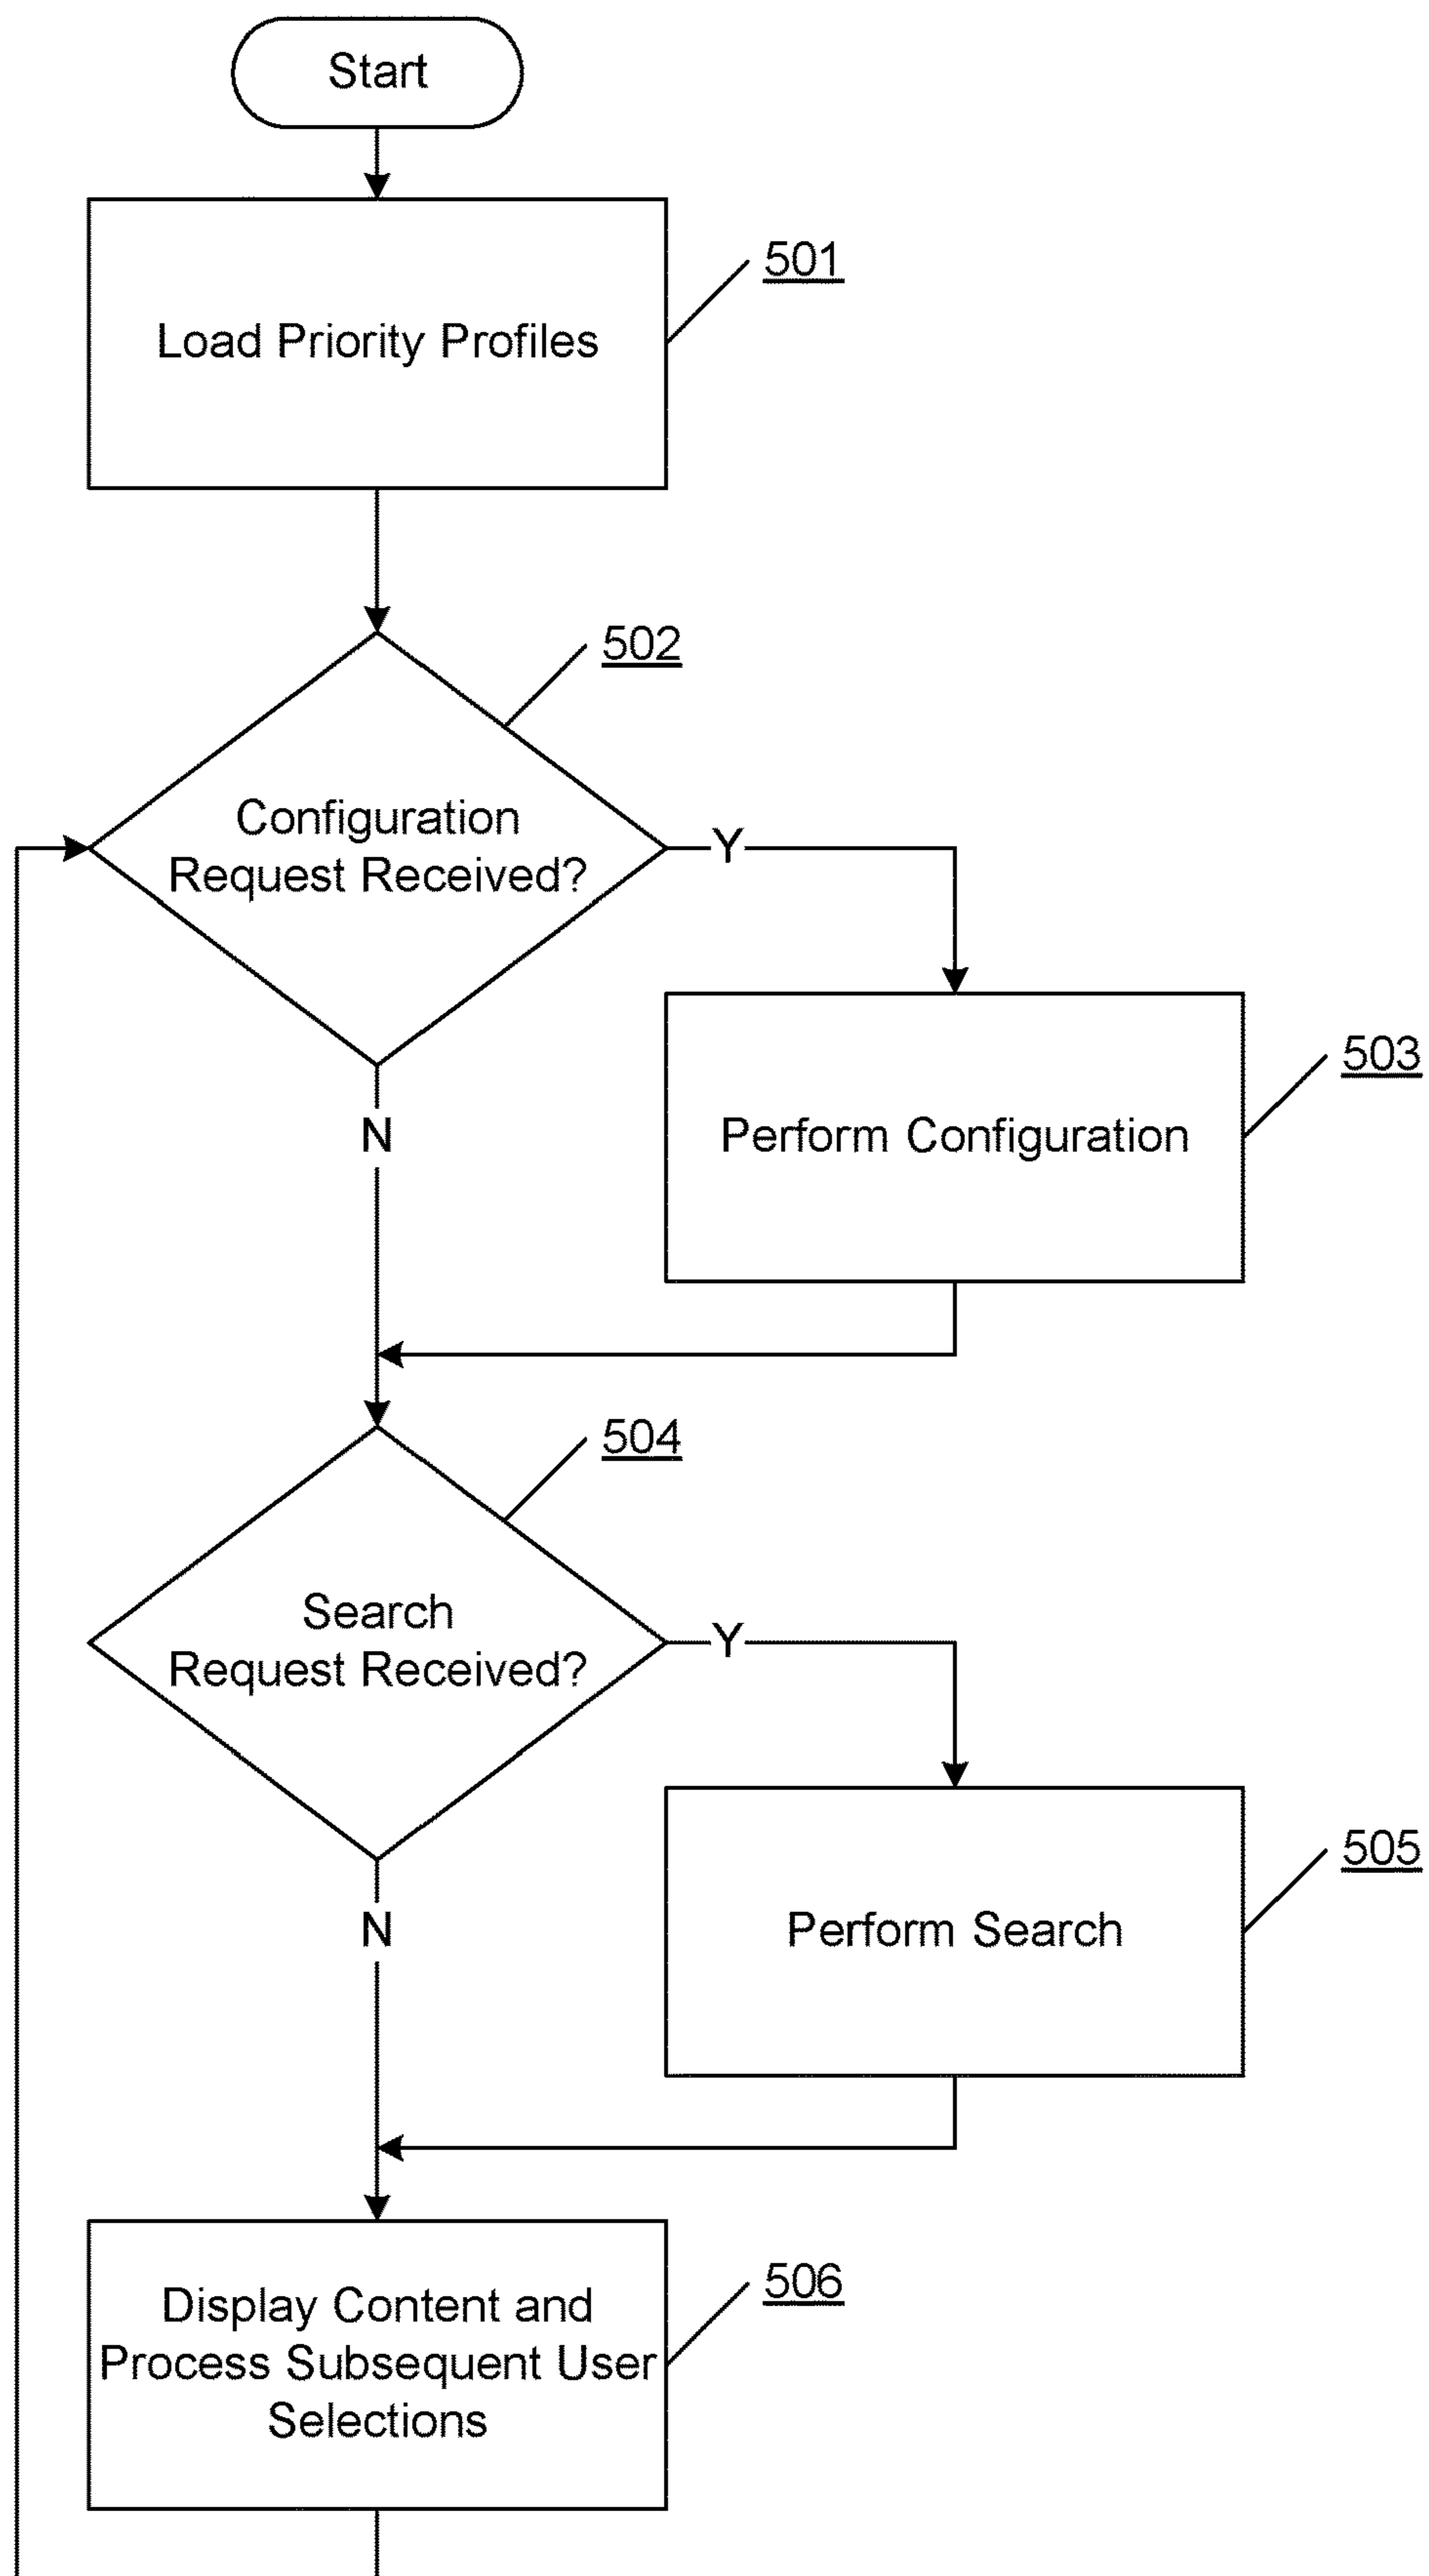 Start
501
Load Priority Profiles
502
Configuration
Request Received?
Y
503
Perform Configuration
N
504
Search
Request Received?
Y
505
Perform Search
N
506
Display Content and
Process Subsequent User
Selections